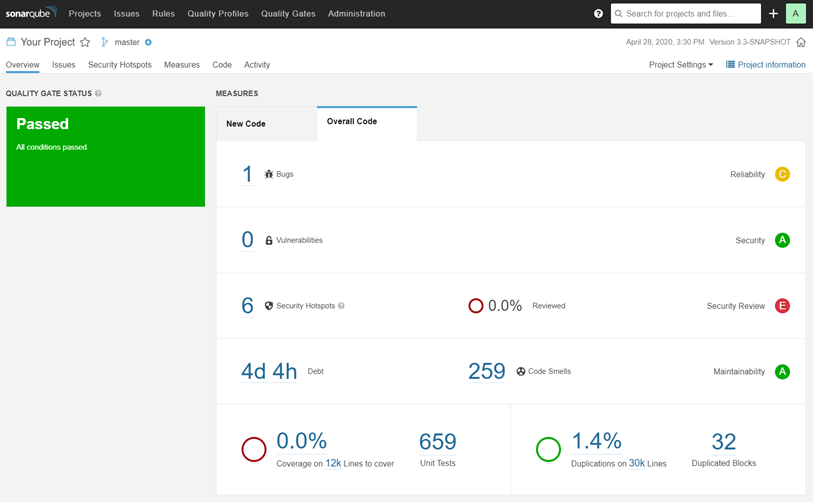 sonarqube Projects Issues Rules Quality Profiles Quality Gates Administration ? Search for projects and files... + A
Your Project master April 28, 2020, 3:30 PM Version 3.3-SNAPSHOT
Overview Issues Security Hotspots Measures Code Activity Project Settings Project information
QUALITY GATE STATUS ?
Passed
All conditions passed.
MEASURES
New Code Overall Code
1 Bugs Reliability C
0 Vulnerabilities Security A
6 Security Hotspots ? 0.0% Reviewed Security Review E
4d 4h Debt 259 Code Smells Maintainability A
0.0% 659 1.4% 32
Coverage on 12k Lines to cover Unit Tests Duplications on 30k Lines Duplicated Blocks